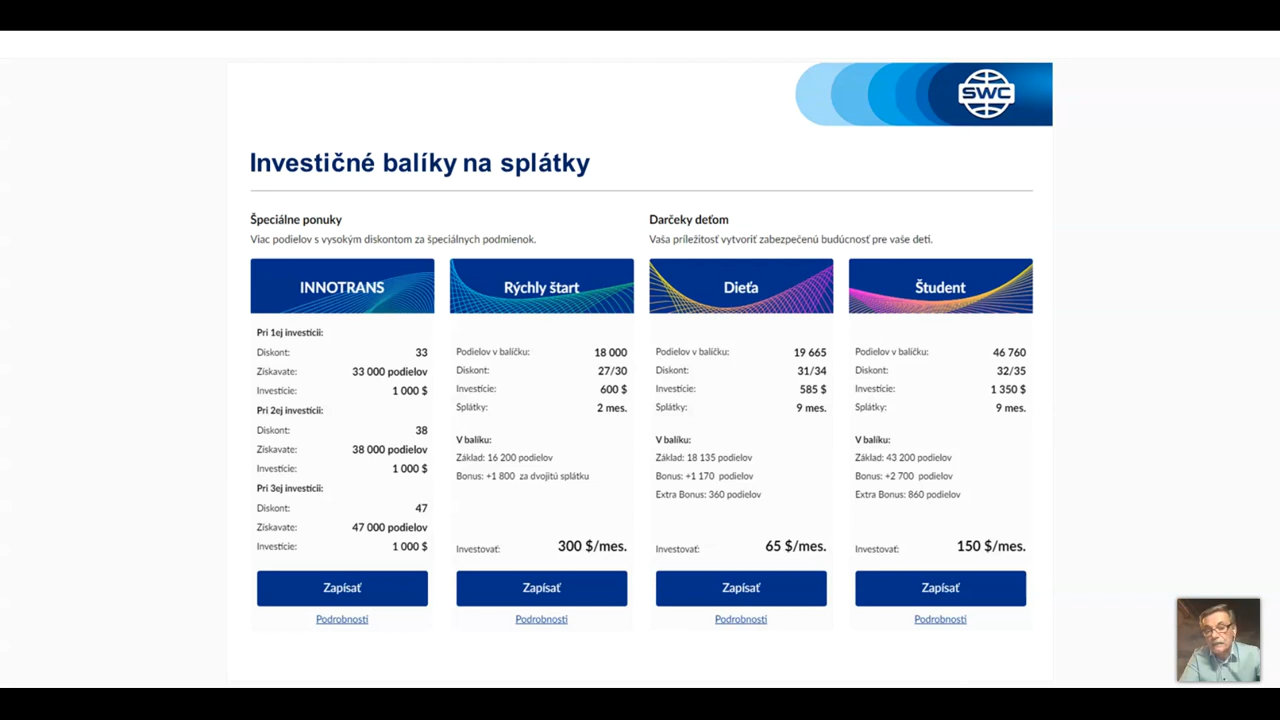 SWC
Investičné balíky na splátky
Špeciálne ponuky
Viac podielov s vysokým diskontom za špeciálnych podmienok.
Darčeky deťom
Vaša príležitosť vytvoriť zabezpečenú budúcnosť pre vaše deti.
INNOTRANS
Pri 1ej investícii:
Diskont: 33
Získavate: 33 000 podielov
Investície: 1 000 $
Pri 2ej investícii:
Diskont: 38
Získavate: 38 000 podielov
Investície: 1 000 $
Pri 3ej investícii:
Diskont: 47
Získavate: 47 000 podielov
Investície: 1 000 $
Zapísať
Podrobnosti
Rýchly štart
Podielov v balíčku: 18 000
Diskont: 27/30
Investície: 600 $
Splátky: 2 mes.
V balíku:
Základ: 16 200 podielov
Bonus: +1 800 za dvojitú splátku
Investovať: 300 $/mes.
Zapísať
Podrobnosti
Dieťa
Podielov v balíčku: 19 665
Diskont: 31/34
Investície: 585 $
Splátky: 9 mes.
V balíku:
Základ: 18 135 podielov
Bonus: +1 170 podielov
Extra Bonus: 360 podielov
Investovať: 65 $/mes.
Zapísať
Podrobnosti
Študent
Podielov v balíčku: 46 760
Diskont: 32/35
Investície: 1 350 $
Splátky: 9 mes.
V balíku:
Základ: 43 200 podielov
Bonus: +2 700 podielov
Extra Bonus: 860 podielov
Investovať: 150 $/mes.
Zapísať
Podrobnosti